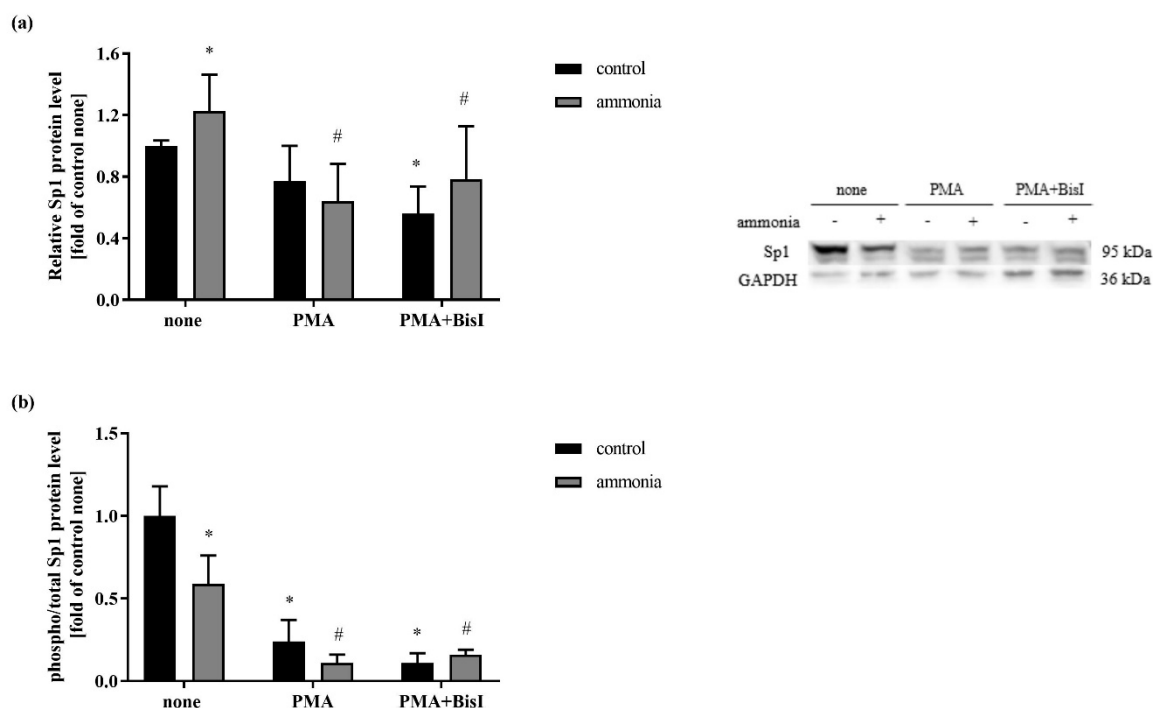 (a)
Relative Sp1 protein level
[fold of control none]
1.6
1.2
0.8
0.4
0.0
*
#
*
#
none PMA PMA+BisI
control
ammonia
none PMA PMA+BisI
ammonia - + - + - +
Sp1 95 kDa
GAPDH 36 kDa
(b)
phospho/total Sp1 protein level
[fold of control none]
1.5
1.0
0.5
0.0
*
*
#
*
#
none PMA PMA+BisI
control
ammonia